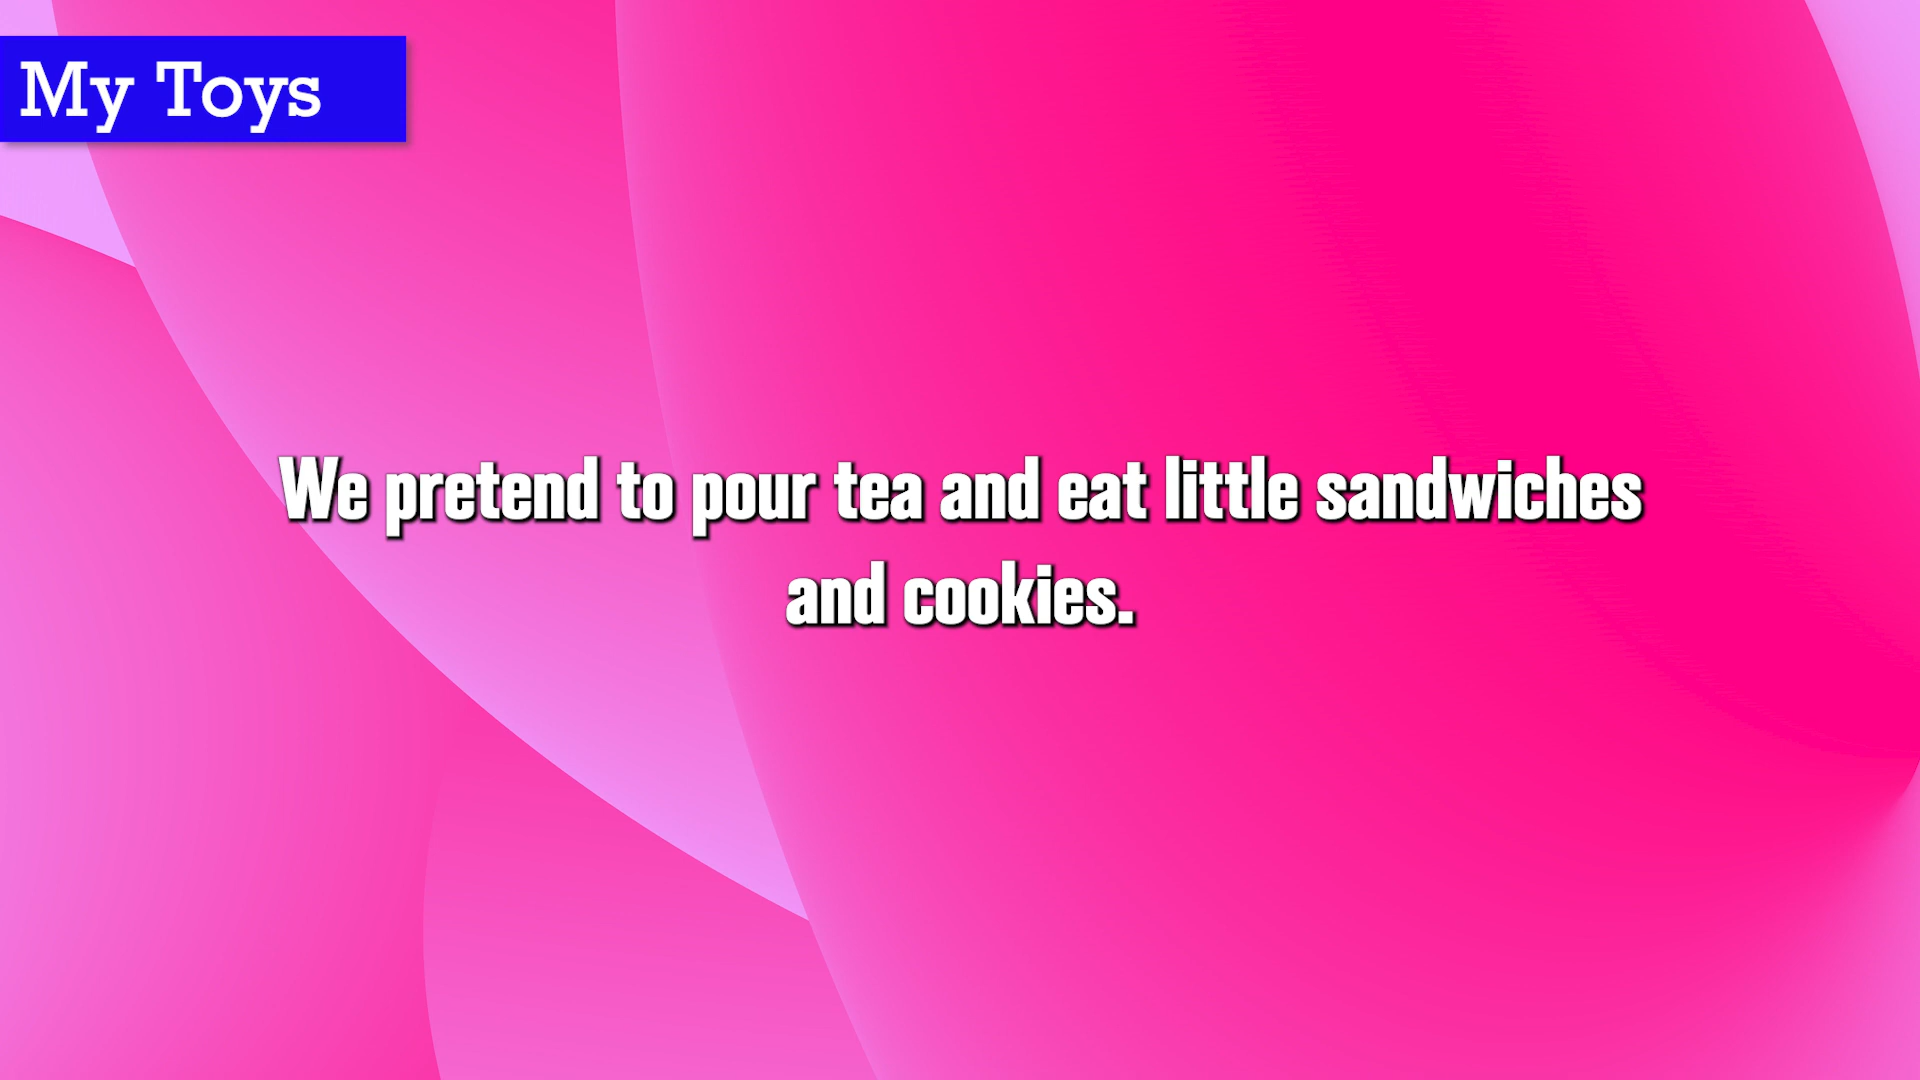 My Toys
We pretend to pour tea and eat little sandwiches
and cookies.